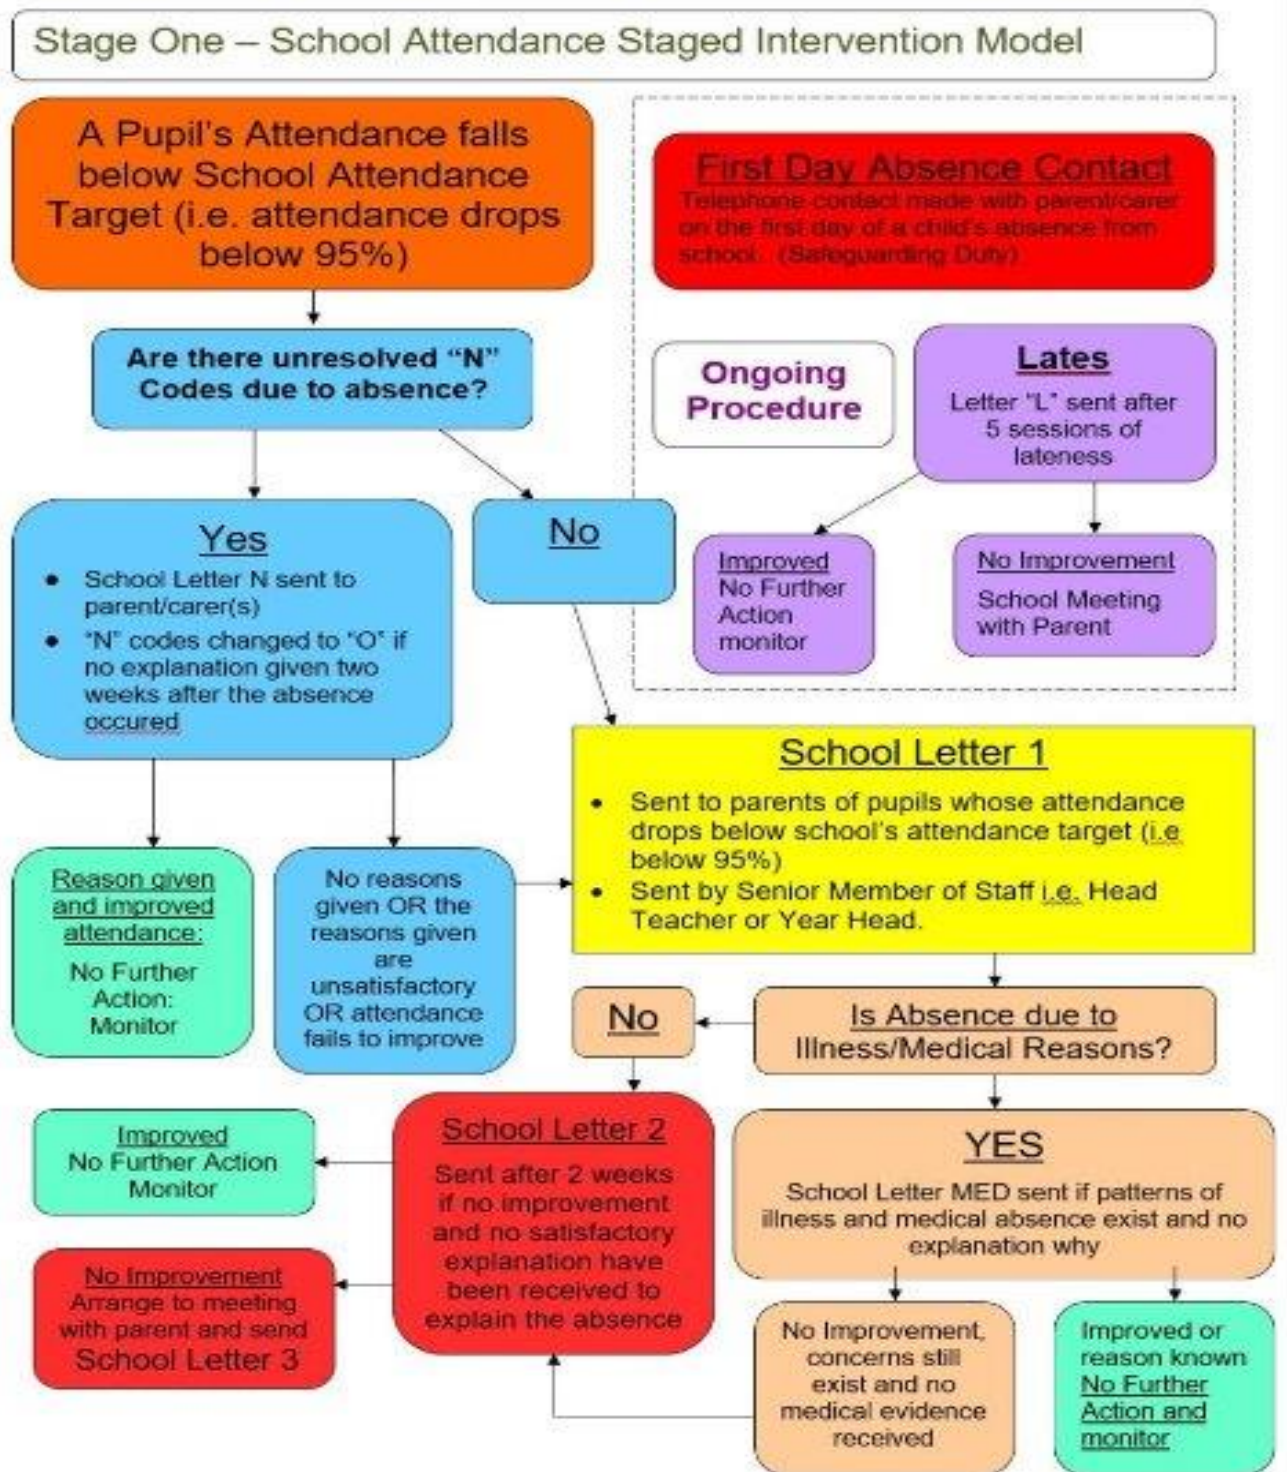 Stage One – School Attendance Staged Intervention Model
A Pupil's Attendance falls
below School Attendance
Target (i.e. attendance drops
below 95%)
First Day Absence Contact
Telephone contact made with parent/carer
on the first day of a child's absence from
school. (Safeguarding Duty)
Are there unresolved “N”
Codes due to absence?
Ongoing
Procedure
Lates
Letter “L” sent after
5 sessions of
lateness
Yes
• School Letter N sent to
parent/carer(s)
• “N” codes changed to “O” if
no explanation given two
weeks after the absence
occured
No
Improved
No Further
Action
monitor
No Improvement
School Meeting
with Parent
School Letter 1
• Sent to parents of pupils whose attendance
drops below school's attendance target (i.e
below 95%)
• Sent by Senior Member of Staff i.e. Head
Teacher or Year Head.
Reason given
and improved
attendance:
No Further
Action:
Monitor
No reasons
given OR the
reasons given
are
unsatisfactory
OR attendance
fails to improve
No
Is Absence due to
Illness/Medical Reasons?
Improved
No Further Action
Monitor
School Letter 2
Sent after 2 weeks
if no improvement
and no satisfactory
explanation have
been received to
explain the absence
YES
School Letter MED sent if patterns of
illness and medical absence exist and no
explanation why
No Improvement
Arrange to meeting
with parent and send
School Letter 3
No Improvement,
concerns still
exist and no
medical evidence
received
Improved or
reason known
No Further
Action and
monitor